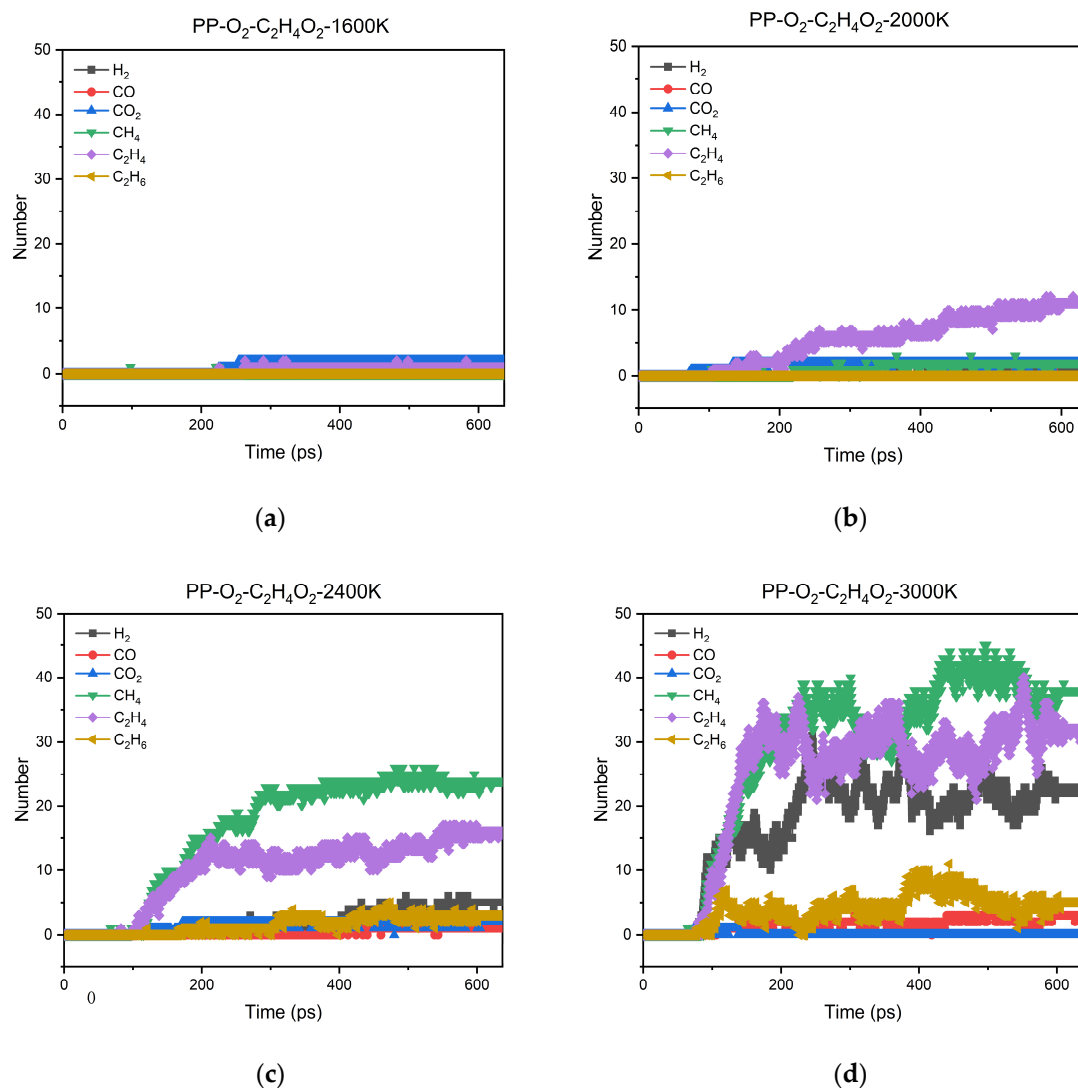 PP-O₂-C₂H₄O₂-1600K
50
40
30
20
10
0
Number
H₂
CO
CO₂
CH₄
C₂H₄
C₂H₆
0 200 400 600
Time (ps)
(a)
PP-O₂-C₂H₄O₂-2000K
50
40
30
20
10
0
Number
H₂
CO
CO₂
CH₄
C₂H₄
C₂H₆
0 200 400 600
Time (ps)
(b)
PP-O₂-C₂H₄O₂-2400K
50
40
30
20
10
0
Number
H₂
CO
CO₂
CH₄
C₂H₄
C₂H₆
0 200 400 600
()
Time (ps)
(c)
PP-O₂-C₂H₄O₂-3000K
50
40
30
20
10
0
Number
H₂
CO
CO₂
CH₄
C₂H₄
C₂H₆
0 200 400 600
Time (ps)
(d)